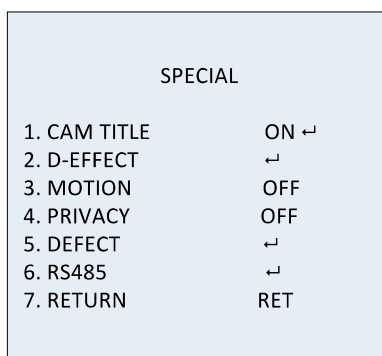 SPECIAL
1. CAM TITLE ON ↵
2. D-EFFECT ↵
3. MOTION OFF
4. PRIVACY OFF
5. DEFECT ↵
6. RS485 ↵
7. RETURN RET